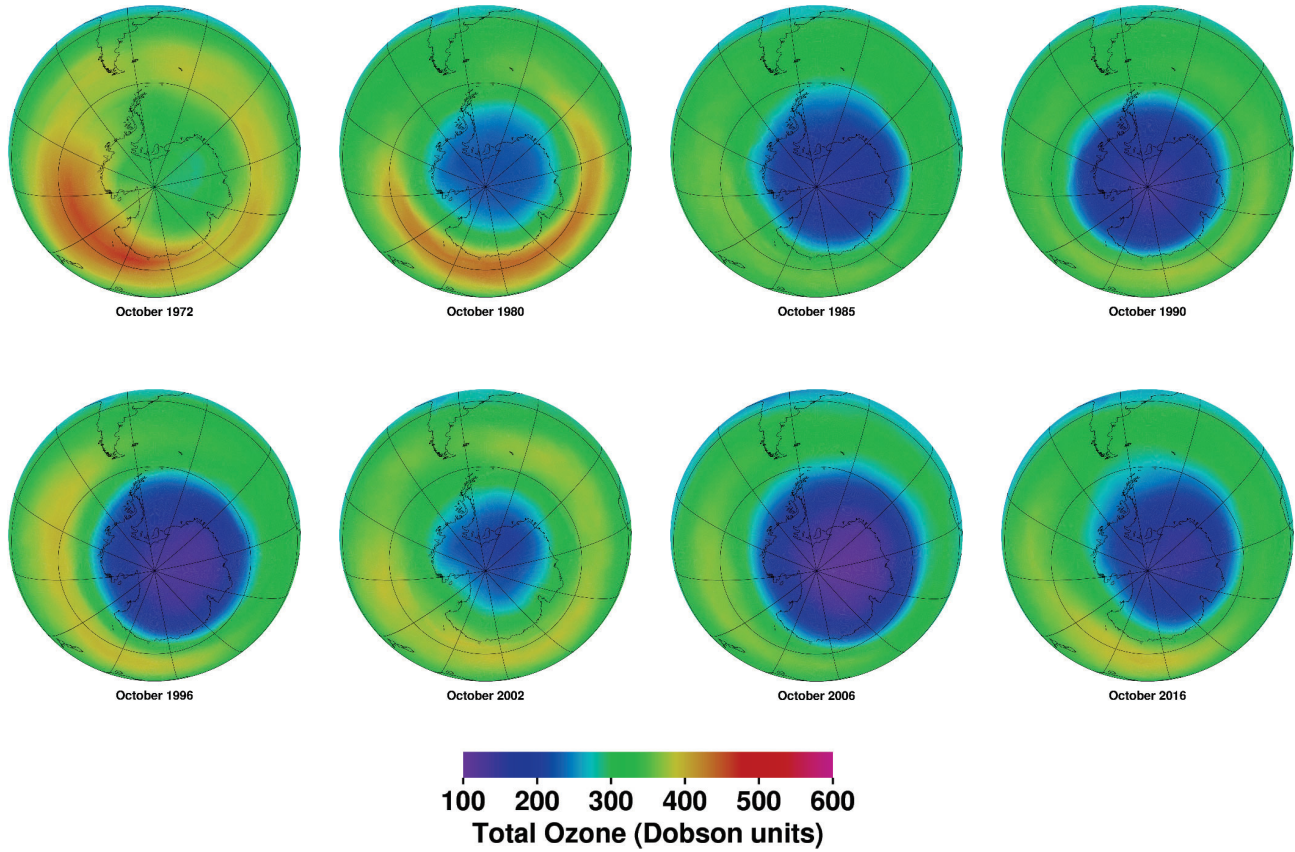 October 1972
October 1980
October 1985
October 1990
October 1996
October 2002
October 2006
October 2016
100 200 300 400 500 600
Total Ozone (Dobson units)